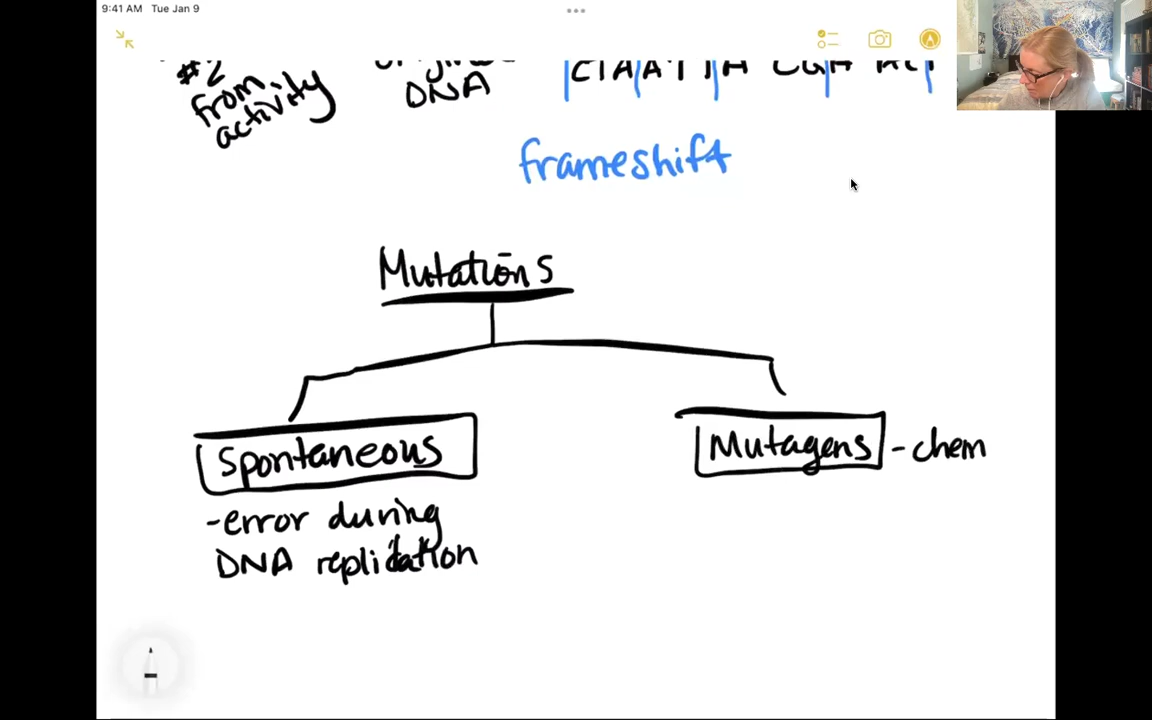 9:41 AM Tue Jan 9
#2
from
activity
DNA
frameshift
Mutations
Spontaneous
Mutagens - chem
-error during
DNA replication